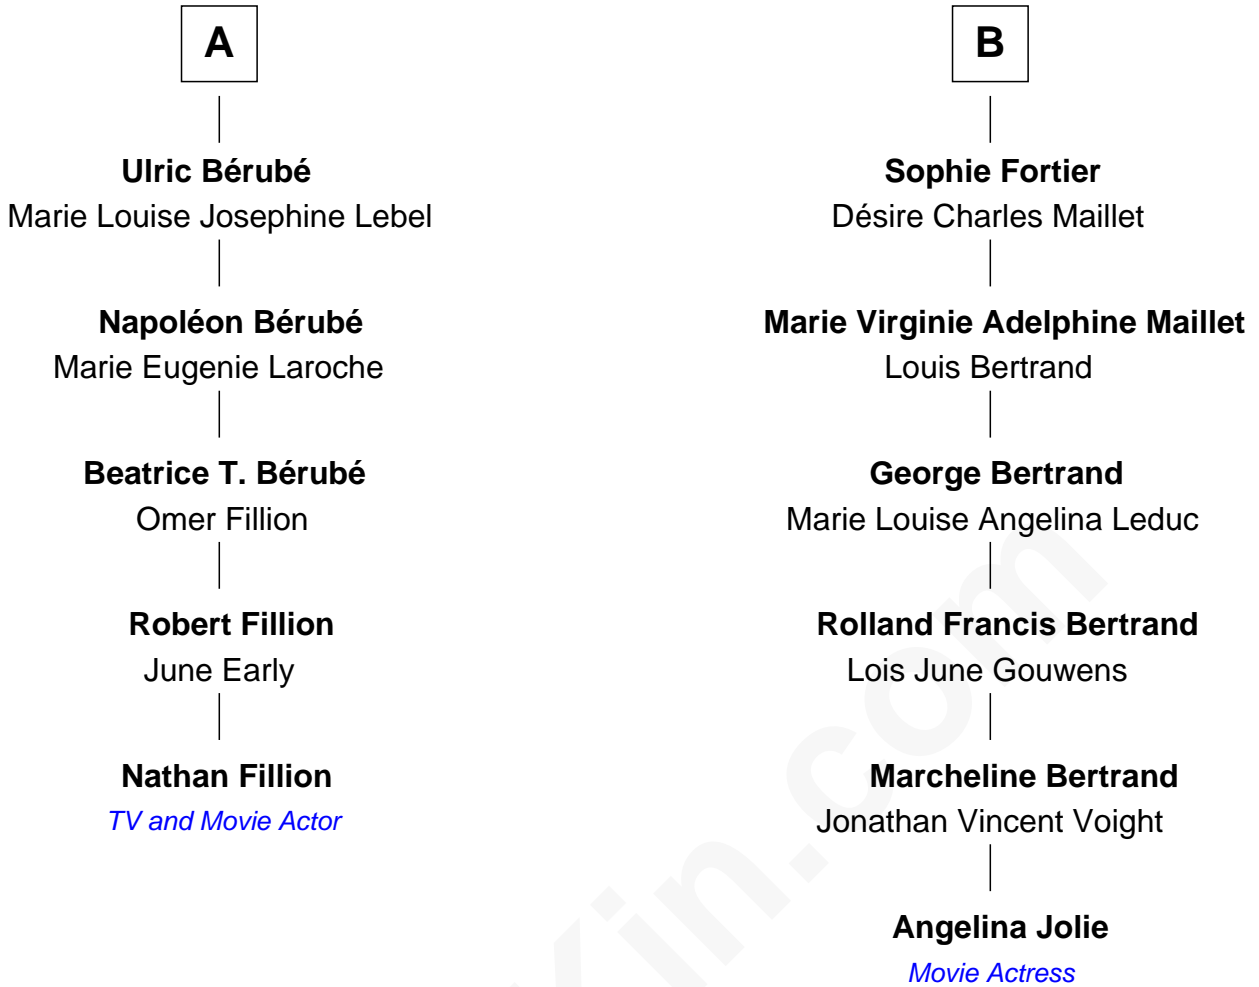 A
B
Ulric Bérubé
Marie Louise Josephine Lebel
Sophie Fortier
Désire Charles Maillet
Napoléon Bérubé
Marie Eugenie Laroche
Marie Virginie Adelphine Maillet
Louis Bertrand
Beatrice T. Bérubé
Omer Fillion
George Bertrand
Marie Louise Angelina Leduc
Robert Fillion
June Early
Rolland Francis Bertrand
Lois June Gouwens
Nathan Fillion
TV and Movie Actor
Marcheline Bertrand
Jonathan Vincent Voight
Angelina Jolie
Movie Actress
Kin.com